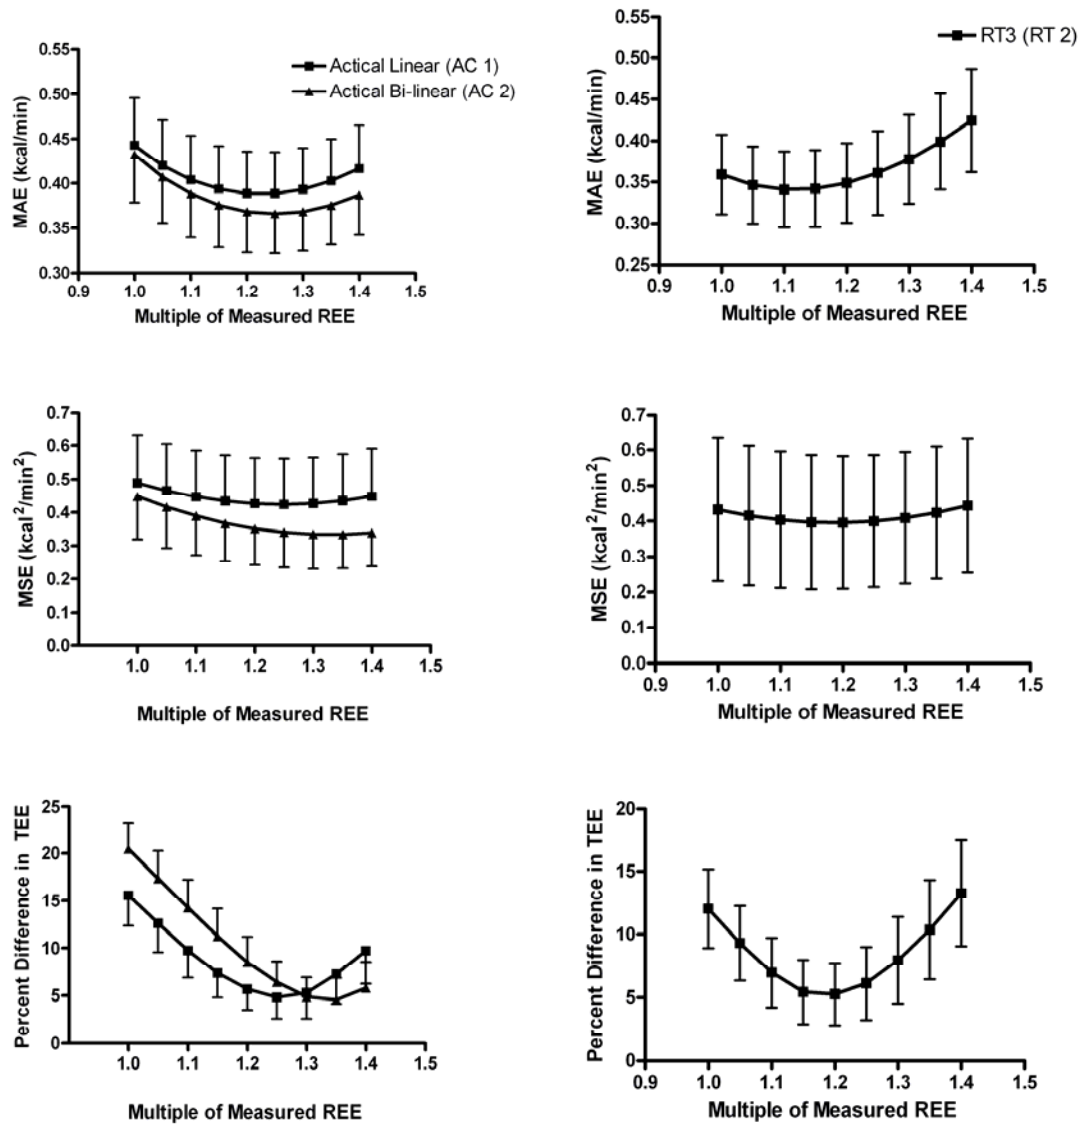 0.55
0.50
0.45
0.40
0.35
0.30
MAE (kcal/min)
Actical Linear (AC 1)
Actical Bi-linear (AC 2)
0.9 1.0 1.1 1.2 1.3 1.4 1.5
Multiple of Measured REE
0.55
0.50
0.45
0.40
0.35
0.30
0.25
MAE (kcal/min)
RT3 (RT 2)
0.9 1.0 1.1 1.2 1.3 1.4 1.5
Multiple of Measured REE
0.7
0.6
0.5
0.4
0.3
0.2
0.1
0.0
MSE (kcal²/min²)
1.0 1.1 1.2 1.3 1.4 1.5
Multiple of Measured REE
0.7
0.6
0.5
0.4
0.3
0.2
0.1
0.0
MSE (kcal²/min²)
0.9 1.0 1.1 1.2 1.3 1.4 1.5
Multiple of Measured REE
25
20
15
10
5
0
Percent Difference in TEE
1.0 1.1 1.2 1.3 1.4 1.5
Multiple of Measured REE
20
15
10
5
0
Percent Difference in TEE
0.9 1.0 1.1 1.2 1.3 1.4 1.5
Multiple of Measured REE